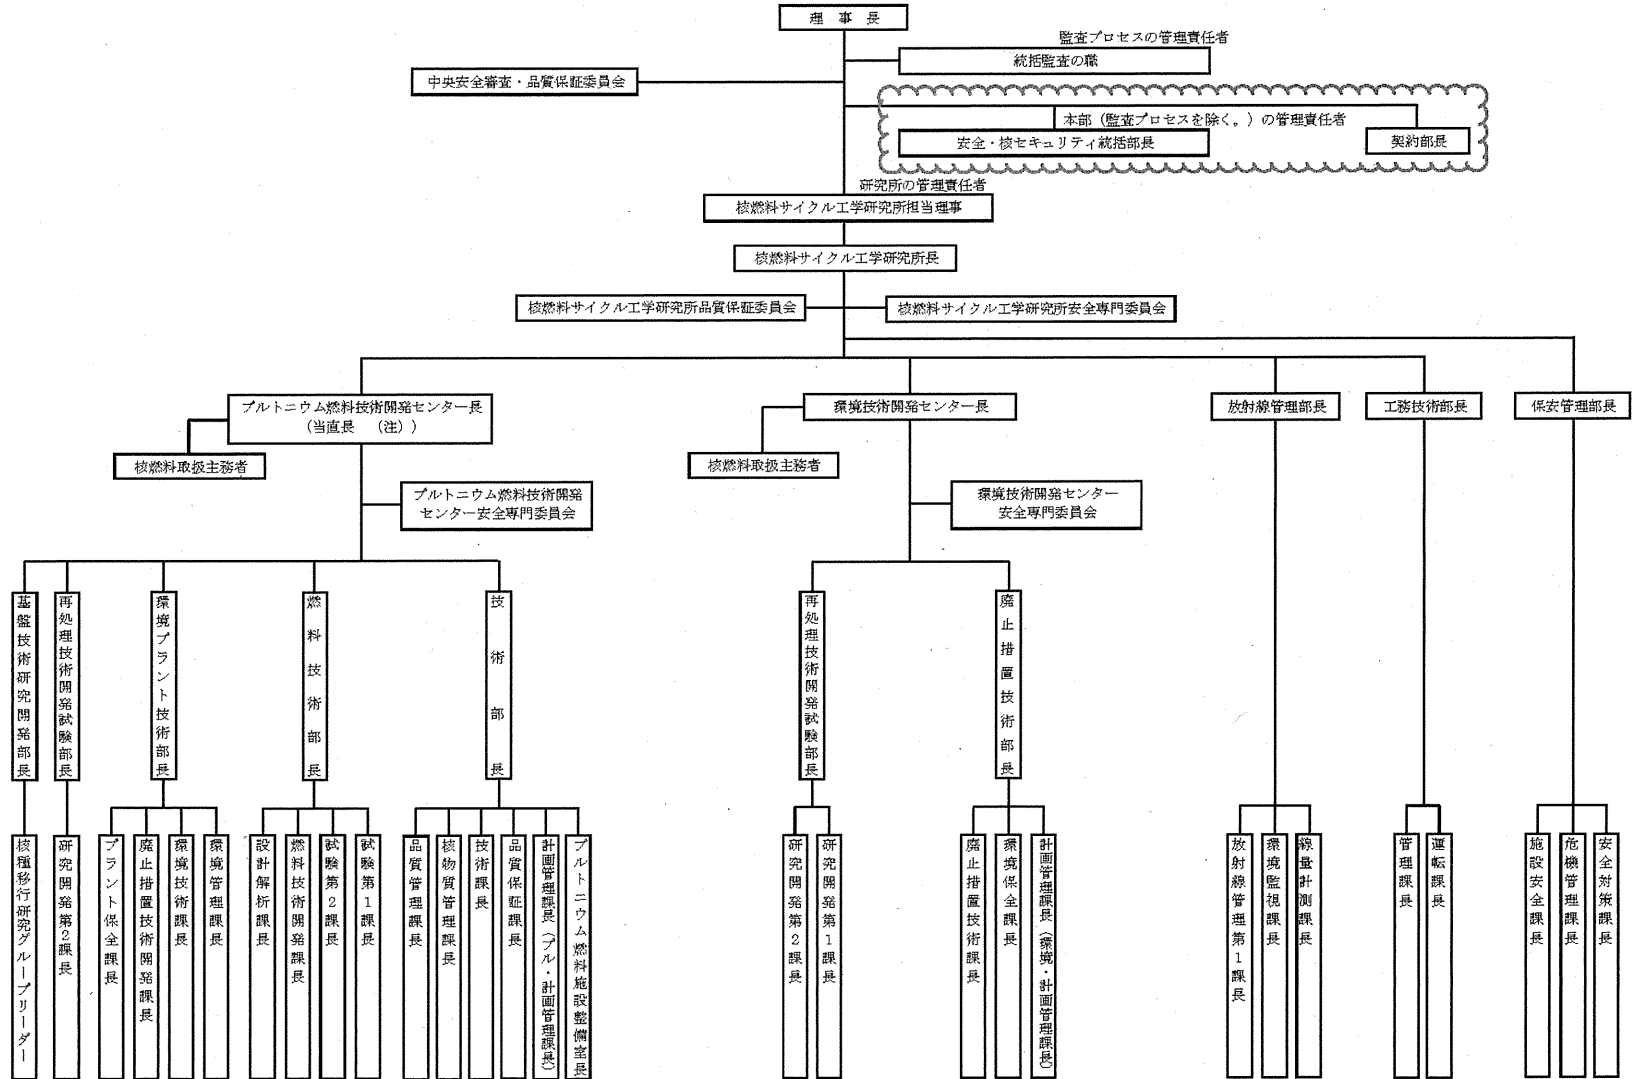 理事長
監査プロセスの管理責任者
統括監査の職
中央安全審査・品質保証委員会
本部（監査プロセスを除く。）の管理責任者
安全・核セキュリティ統括部長
契約部長
研究所の管理責任者
核燃料サイクル工学研究所担当理事
核燃料サイクル工学研究所長
核燃料サイクル工学研究所品質保証委員会
核燃料サイクル工学研究所安全専門委員会
プルトニウム燃料技術開発センター長
（当直長　（注））
環境技術開発センター長
放射線管理部長
工務技術部長
保安管理部長
核燃料取扱主務者
核燃料取扱主務者
プルトニウム燃料技術開発
センター安全専門委員会
環境技術開発センター
安全専門委員会
基盤技術研究開発部長
再処理技術開発試験部長
環境プラント技術部長
燃料技術部長
技術部長
再処理技術開発試験部長
廃止措置技術部長
核種移行研究グループリーダー
研究開発第2課長
プラント保全課長
廃止措置技術開発課長
環境技術課長
環境管理課長
設計解析課長
燃料技術開発課長
試験第2課長
試験第1課長
品質管理課長
核物質管理課長
技術課長
品質保証課長
計画管理課長（プル・計画管理課長）
プルトニウム燃料施設整備室長
研究開発第2課長
研究開発第1課長
廃止措置技術課長
環境保全課長
計画管理課長（環境・計画管理課長）
放射線管理第1課長
環境監視課長
線量計測課長
管理課長
運転課長
施設安全課長
危機管理課長
安全対策課長